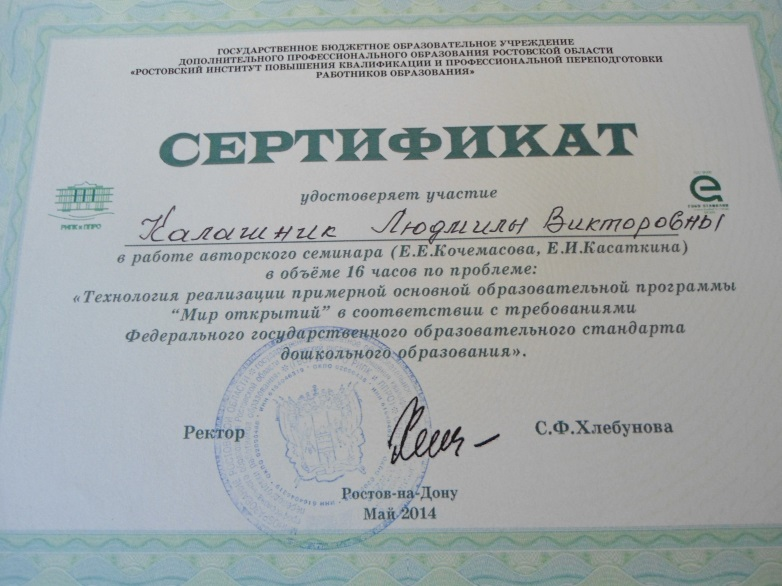 ГОСУДАРСТВЕННОЕ БЮДЖЕТНОЕ ОБРАЗОВАТЕЛЬНОЕ УЧРЕЖДЕНИЕ
ДОПОЛНИТЕЛЬНОГО ПРОФЕССИОНАЛЬНОГО ОБРАЗОВАНИЯ РОСТОВСКОЙ ОБЛАСТИ
«РОСТОВСКИЙ ИНСТИТУТ ПОВЫШЕНИЯ КВАЛИФИКАЦИИ И ПРОФЕССИОНАЛЬНОЙ ПЕРЕПОДГОТОВКИ
РАБОТНИКОВ ОБРАЗОВАНИЯ»
СЕРТИФИКАТ
РИПК и ППРО
удостоверяет участие
Калашник Людмилы Викторовны
в работе авторского семинара (Е.Е.Кочемасова, Е.И.Касаткина)
в объёме 16 часов по проблеме:
«Технология реализации примерной основной образовательной программы
“Мир открытий” в соответствии с требованиями
Федерального государственного образовательного стандарта
дошкольного образования».
Ректор
С.Ф.Хлебунова
Ростов-на-Дону
Май 2014